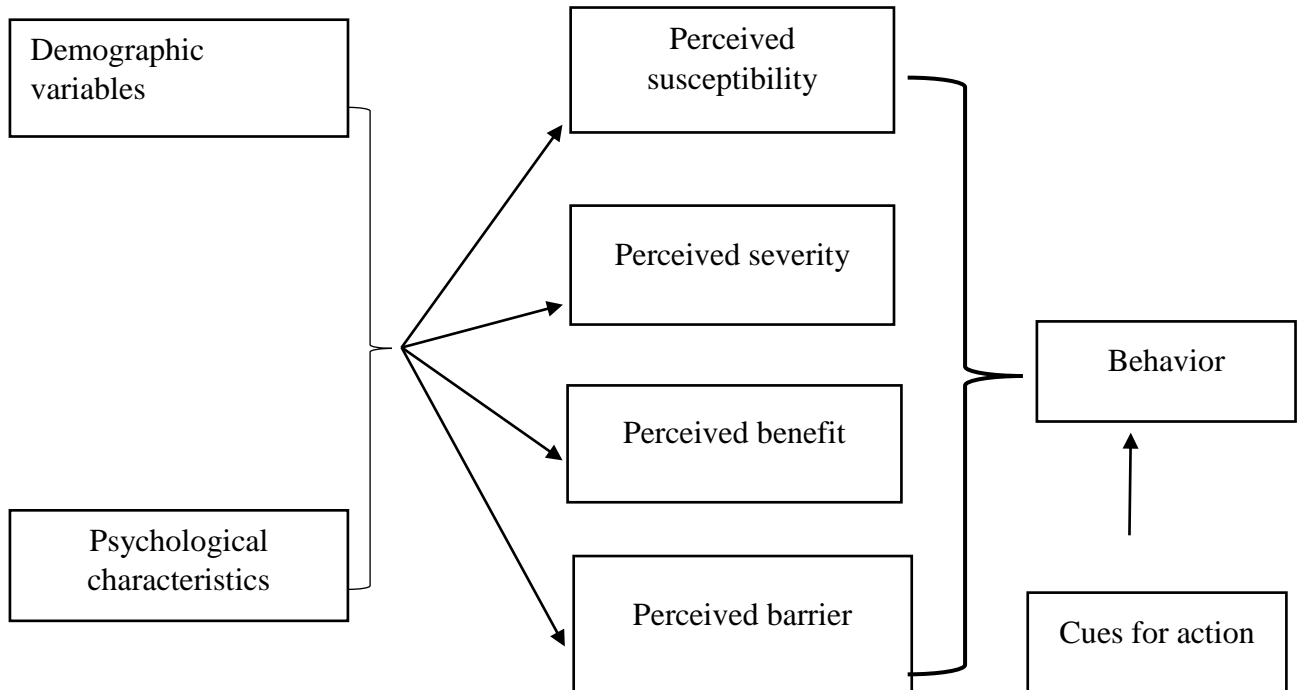 Demographic
variables
Psychological
characteristics
Perceived
susceptibility
Perceived severity
Perceived benefit
Perceived barrier
Behavior
Cues for action